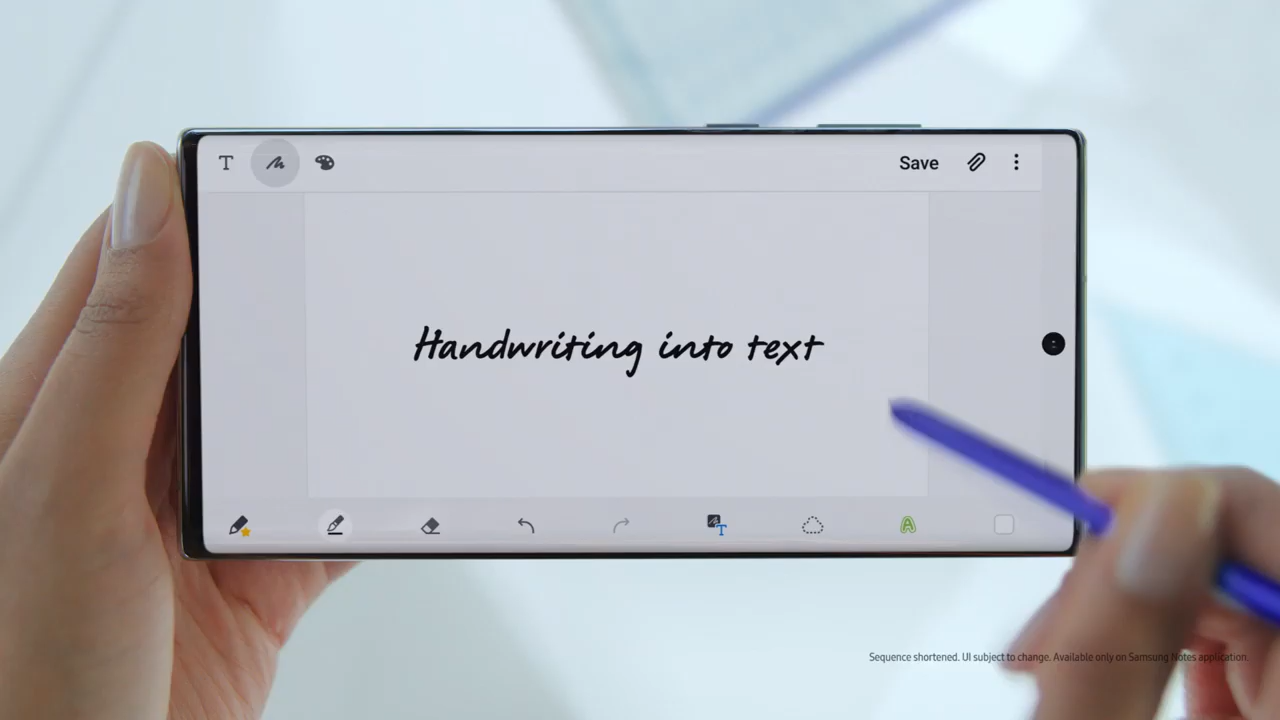 T Save
Handwriting into text
T A
Sequence shortened. UI subject to change. Available only on Samsung Notes application.